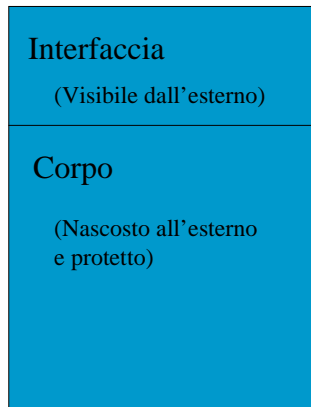 Interfaccia
(Visibile dall'esterno)
Corpo
(Nascosto all'esterno
e protetto)